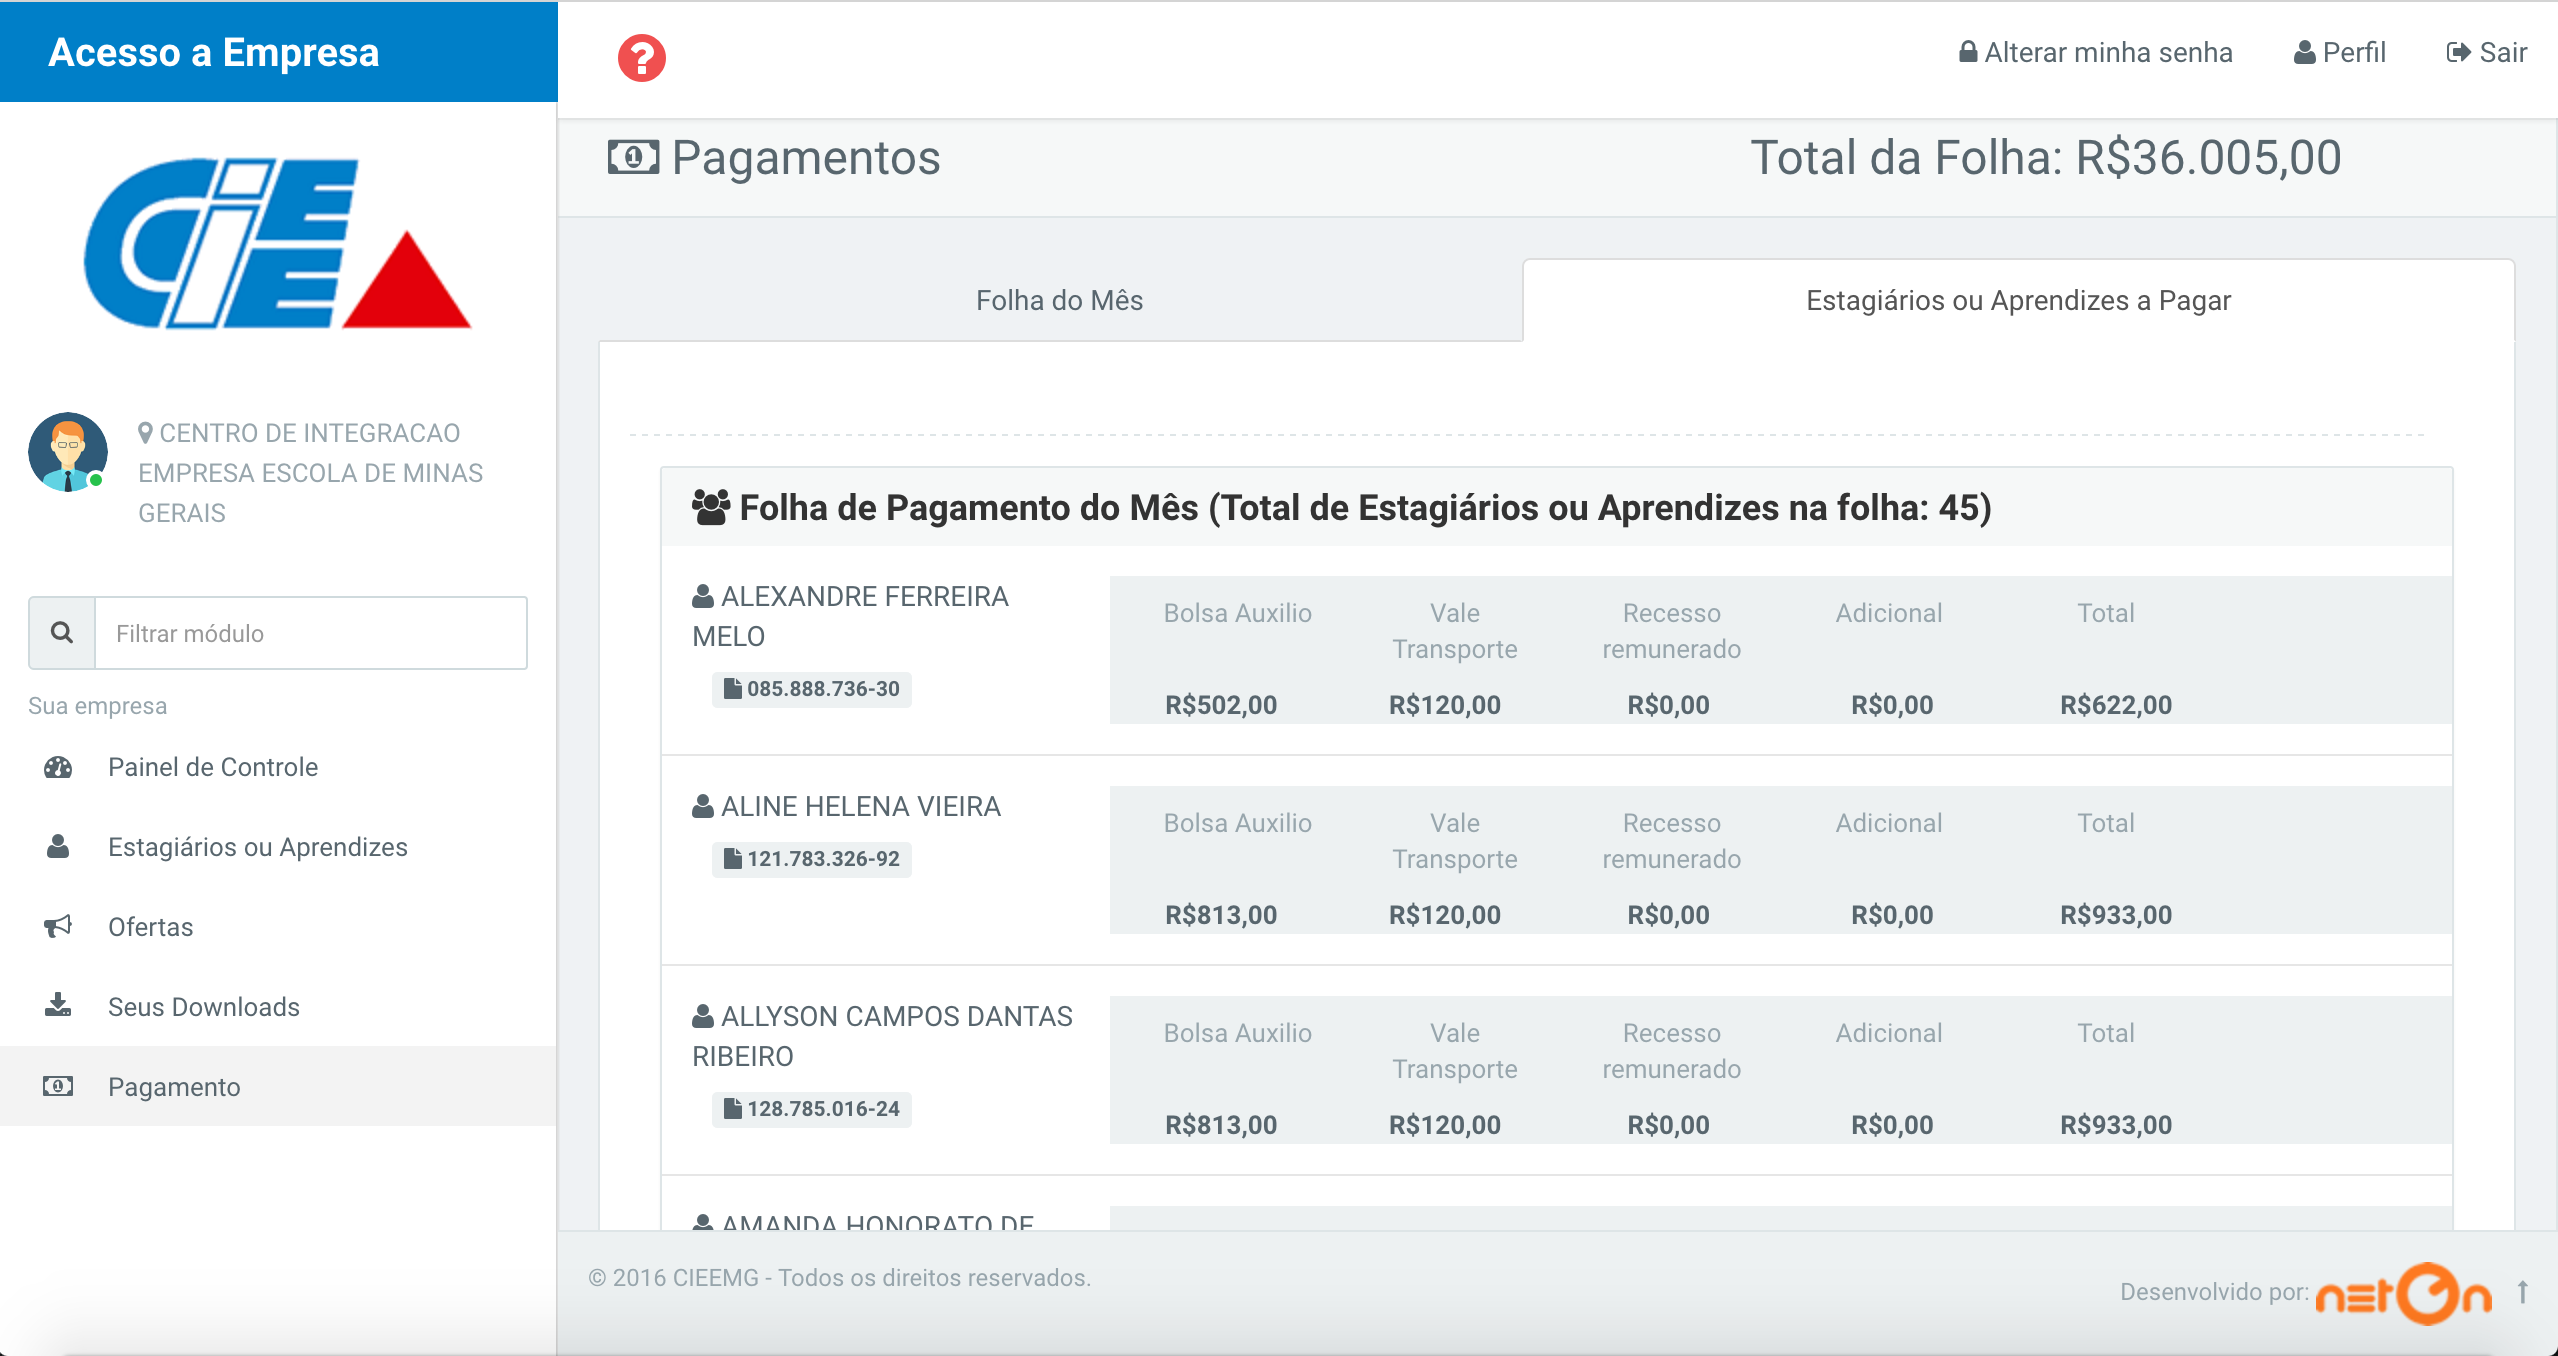 Acesso a Empresa
? Alterar minha senha Perfil Sair
CIEE
CENTRO DE INTEGRACAO
EMPRESA ESCOLA DE MINAS
GERAIS
Filtrar módulo
Sua empresa
Painel de Controle
Estagiários ou Aprendizes
Ofertas
Seus Downloads
Pagamento
Pagamentos Total da Folha: R$36.005,00
Folha do Mês Estagiários ou Aprendizes a Pagar
Folha de Pagamento do Mês (Total de Estagiários ou Aprendizes na folha: 45)
ALEXANDRE FERREIRA
MELO
085.888.736-30
Bolsa Auxilio Vale Recesso Adicional Total
Transporte remunerado
R$502,00 R$120,00 R$0,00 R$0,00 R$622,00
ALINE HELENA VIEIRA
121.783.326-92
Bolsa Auxilio Vale Recesso Adicional Total
Transporte remunerado
R$813,00 R$120,00 R$0,00 R$0,00 R$933,00
ALLYSON CAMPOS DANTAS
RIBEIRO
128.785.016-24
Bolsa Auxilio Vale Recesso Adicional Total
Transporte remunerado
R$813,00 R$120,00 R$0,00 R$0,00 R$933,00
AMANDA HONORATO DE
© 2016 CIEEMG - Todos os direitos reservados.
Desenvolvido por: netOn